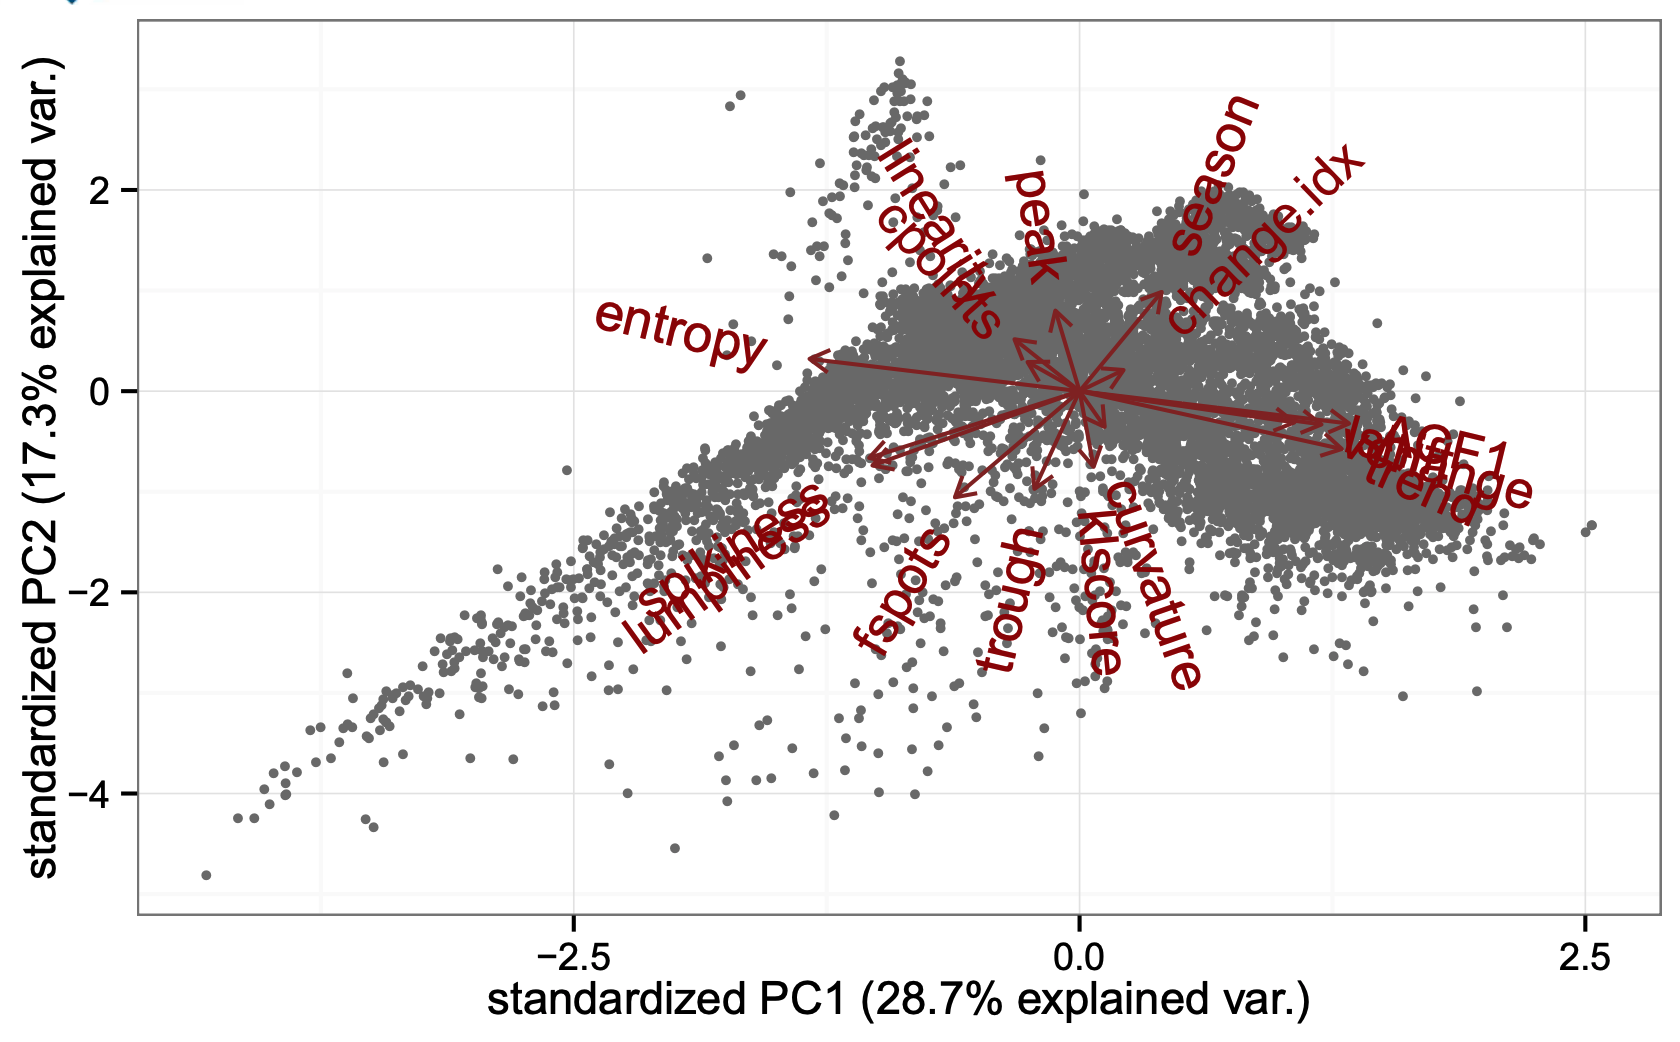 standardized PC2 (17.3% explained var.)
2
0
−2
−4
season
change.idx
peak
linearity
cpoints
entropy
trend
spikiness
lumpiness
fspots
trough
klscore
curvature
−2.5
0.0
2.5
standardized PC1 (28.7% explained var.)